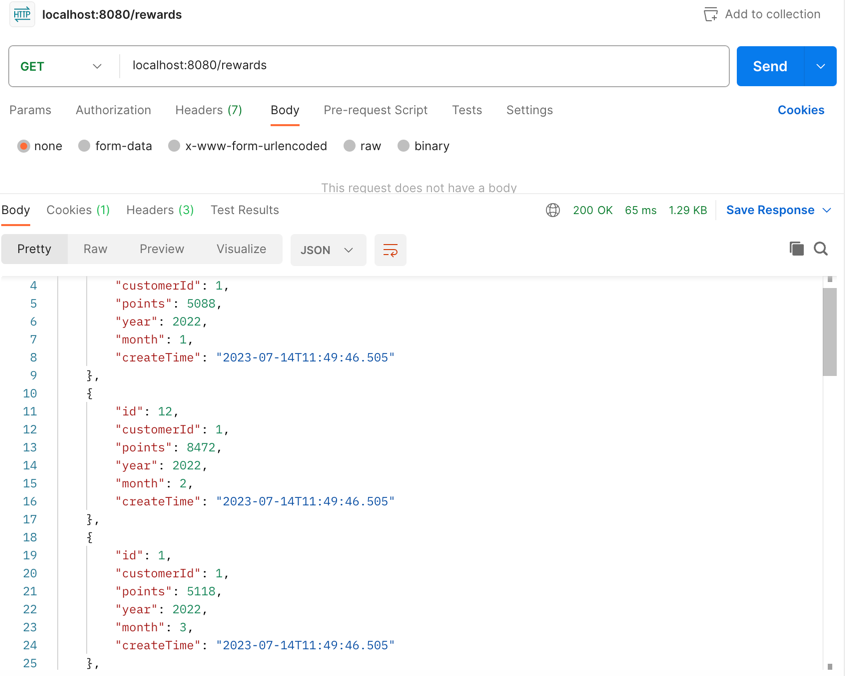 HTTP localhost:8080/rewards Add to collection
GET localhost:8080/rewards Send
Params Authorization Headers (7) Body Pre-request Script Tests Settings Cookies
none form-data x-www-form-urlencoded raw binary
This request does not have a body
Body Cookies (1) Headers (3) Test Results 200 OK 65 ms 1.29 KB Save Response
Pretty Raw Preview Visualize JSON
4 "customerId": 1,
5 "points": 5088,
6 "year": 2022,
7 "month": 1,
8 "createTime": "2023-07-14T11:49:46.505"
9 },
10 {
11 "id": 12,
12 "customerId": 1,
13 "points": 8472,
14 "year": 2022,
15 "month": 2,
16 "createTime": "2023-07-14T11:49:46.505"
17 },
18 {
19 "id": 1,
20 "customerId": 1,
21 "points": 5118,
22 "year": 2022,
23 "month": 3,
24 "createTime": "2023-07-14T11:49:46.505"
25 },